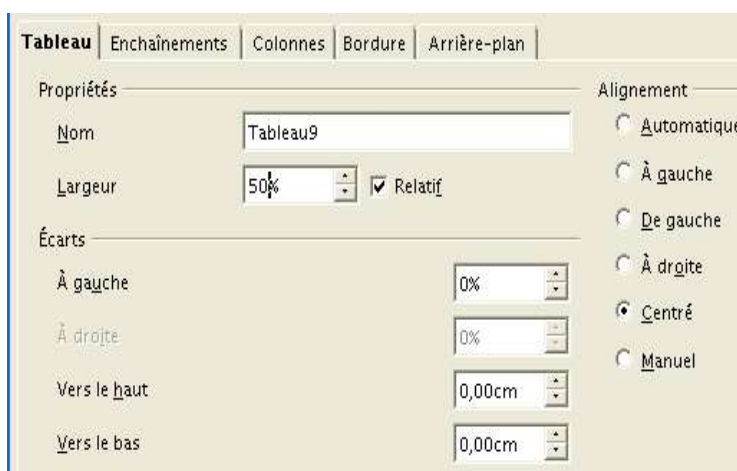 Tableau Enchaînements Colonnes Bordure Arrière-plan
Propriétés
Nom Tableau9
Largeur 50% Relatif
Écarts
À gauche 0%
À droite 0%
Vers le haut 0,00cm
Vers le bas 0,00cm
Alignement
Automatique
À gauche
De gauche
À droite
Centré
Manuel